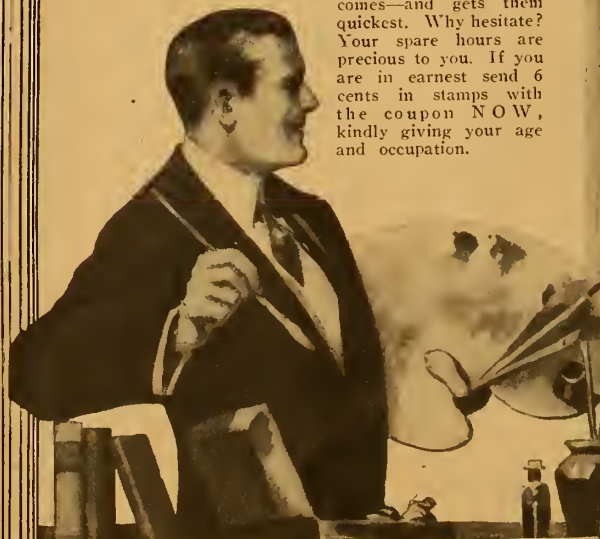 comes—and gets them
quickest. Why hesitate?
Your spare hours are
precious to you. If you
are in earnest send 6
cents in stamps with
the coupon NOW,
kindly giving your age
and occupation.